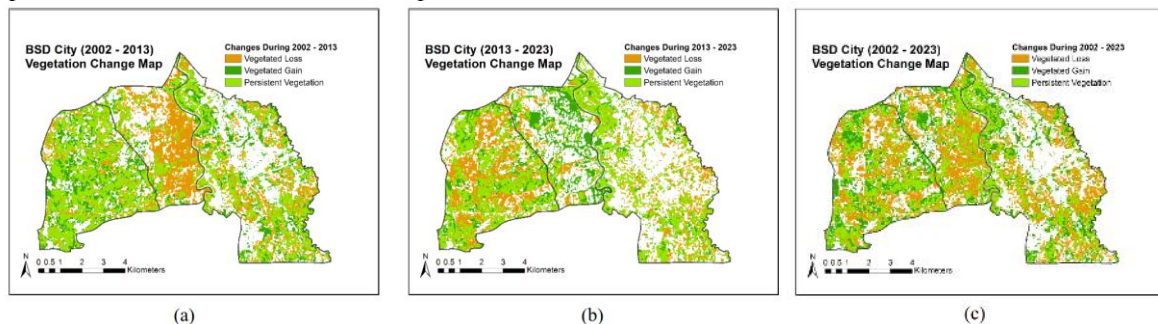 BSD City (2002 - 2013)
Vegetation Change Map
Changes During 2002 - 2013
Vegetated Loss
Vegetated Gain
Persistent Vegetation
N
0 0.5 1 2 3 4
Kilometers
(a)
BSD City (2013 - 2023)
Vegetation Change Map
Changes During 2013 - 2023
Vegetated Loss
Vegetated Gain
Persistent Vegetation
N
0 0.5 1 2 3 4
Kilometers
(b)
BSD City (2002 - 2023)
Vegetation Change Map
Changes During 2002 - 2023
Vegetated Loss
Vegetated Gain
Persistent Vegetation
N
0 0.5 1 2 3 4
Kilometers
(c)